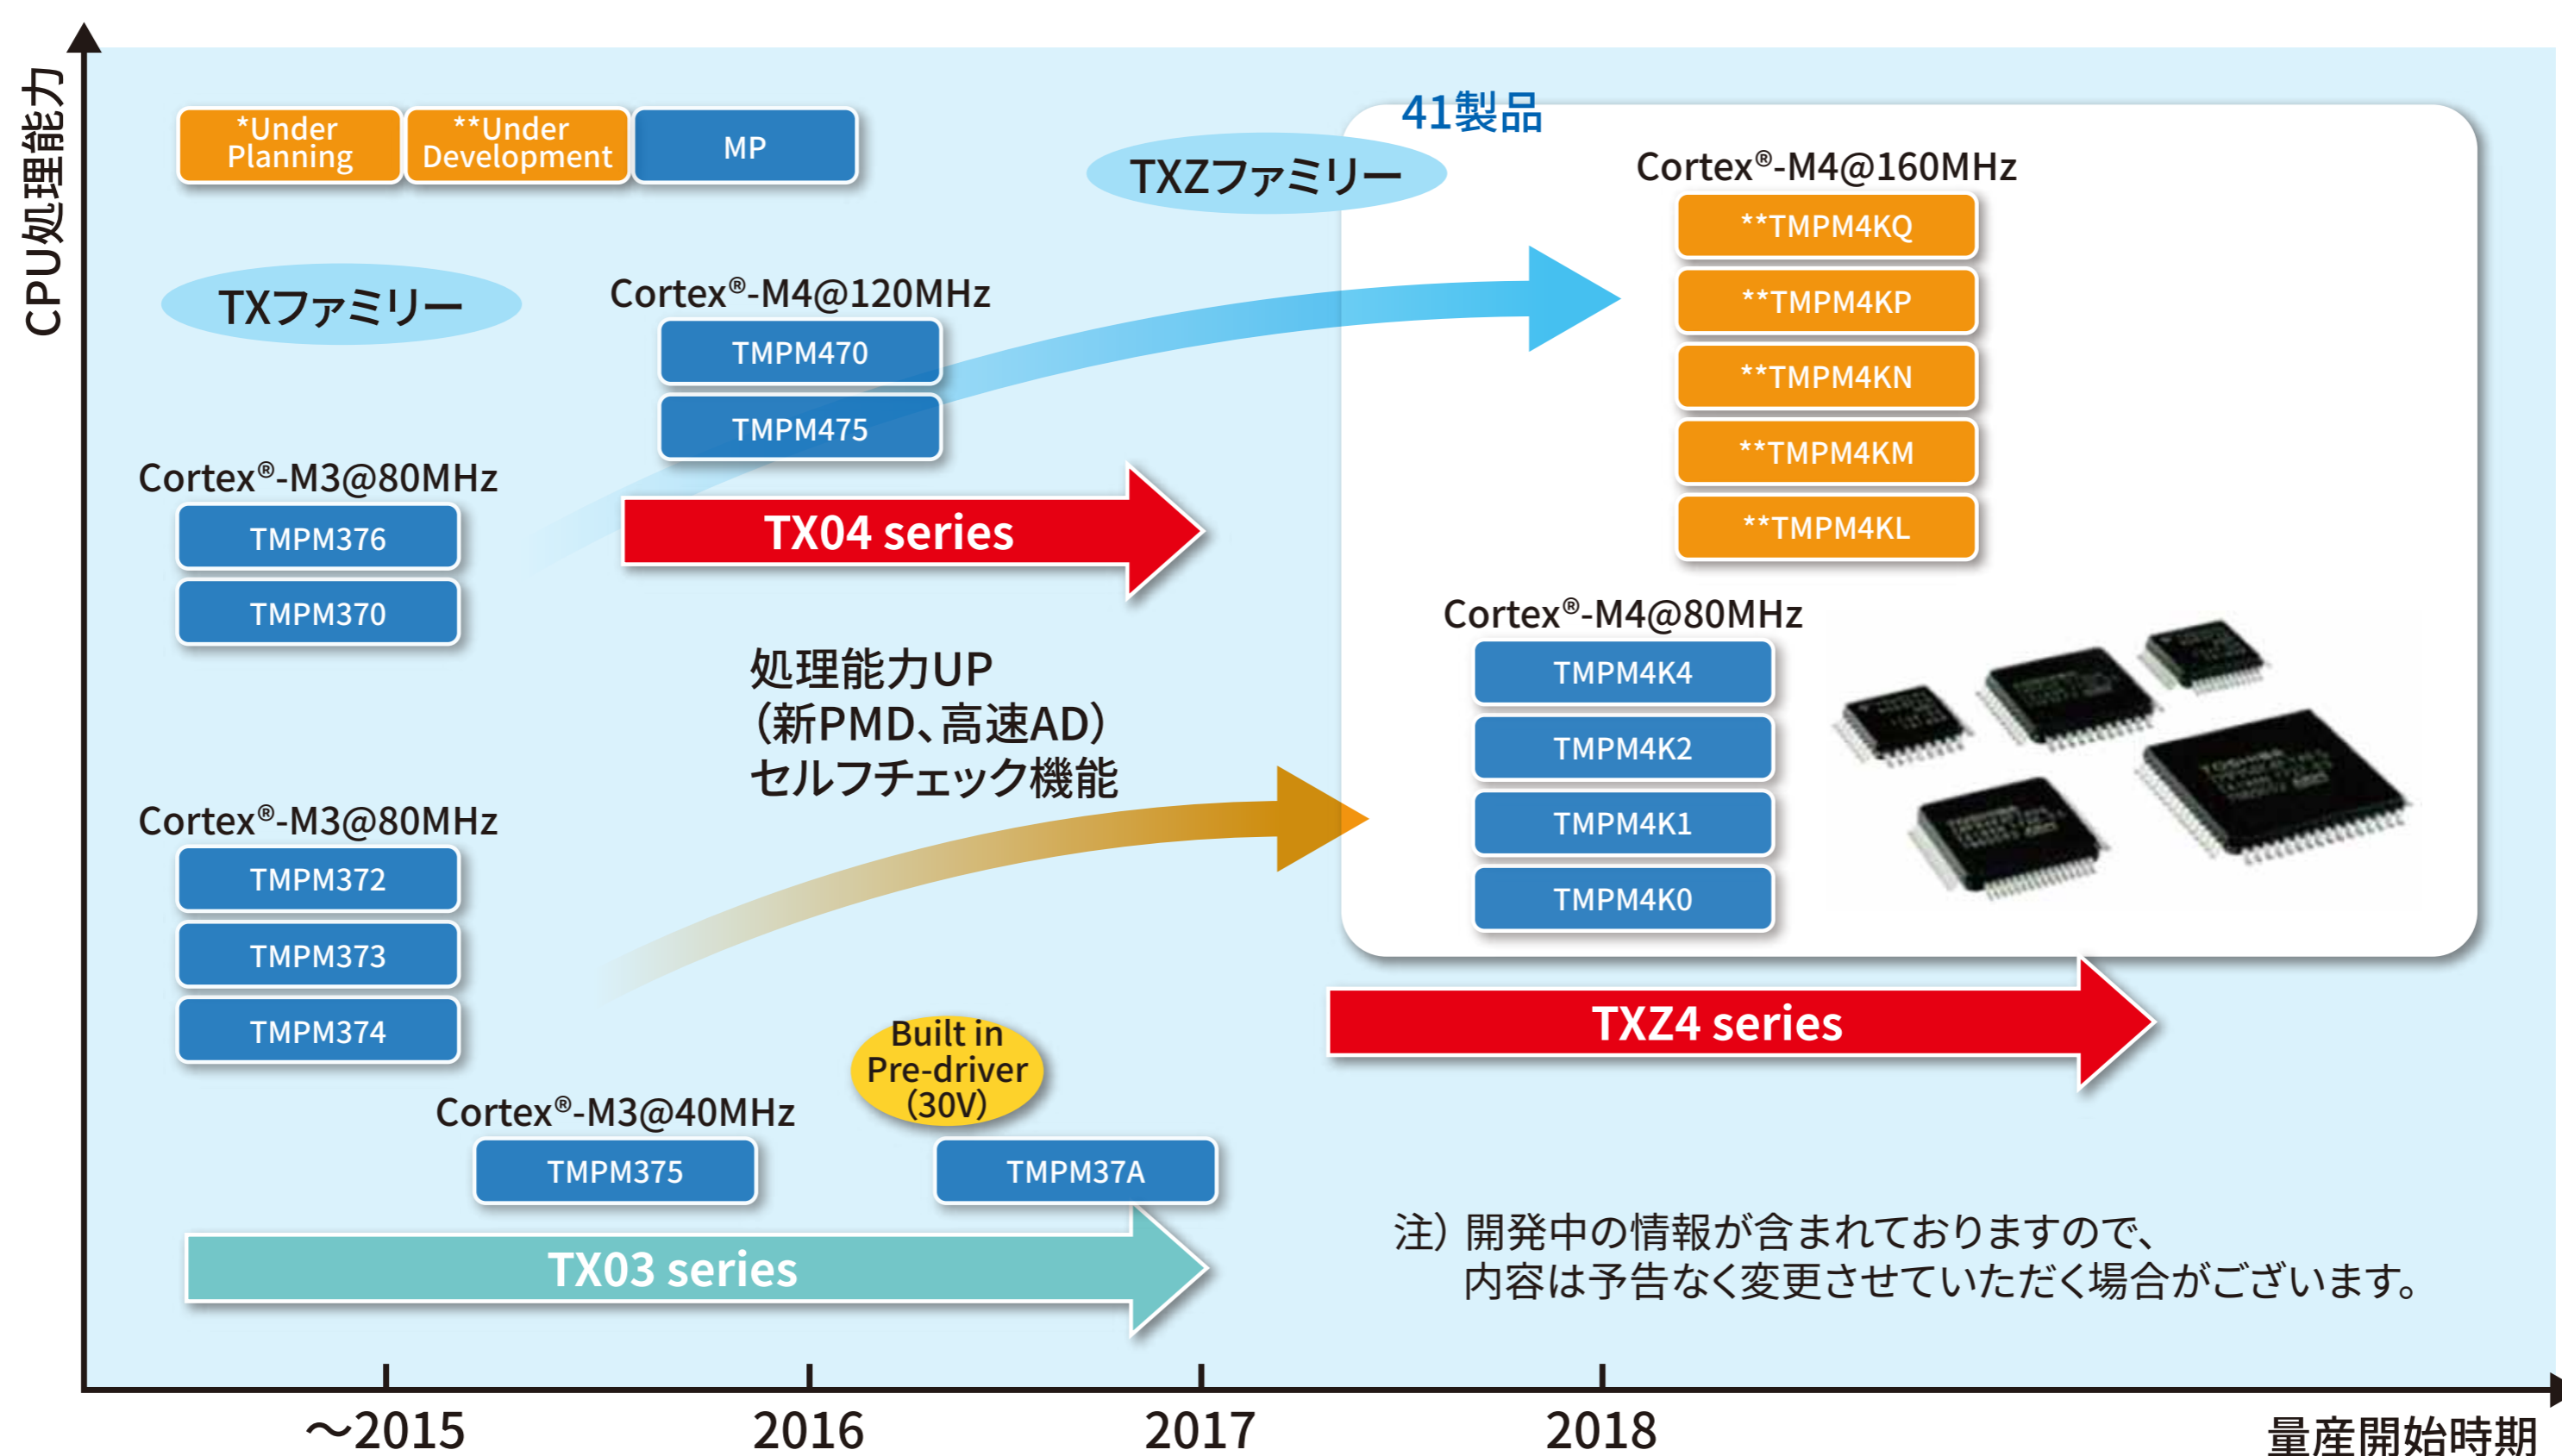 CPU処理能力
*Under
Planning
**Under
Development
MP
41製品
TXZファミリー
Cortex®-M4@160MHz
**TMPM4KQ
**TMPM4KP
**TMPM4KN
**TMPM4KM
**TMPM4KL
TXファミリー
Cortex®-M4@120MHz
TMPM470
TMPM475
Cortex®-M3@80MHz
TMPM376
TMPM370
TX04 series
Cortex®-M4@80MHz
TMPM4K4
TMPM4K2
TMPM4K1
TMPM4K0
TOSHIBA
処理能力UP
（新PMD、高速AD）
セルフチェック機能
Cortex®-M3@80MHz
TMPM372
TMPM373
TMPM374
TXZ4 series
Built in
Pre-driver
（30V）
Cortex®-M3@40MHz
TMPM375
TMPM37A
TX03 series
注） 開発中の情報が含まれておりますので、
内容は予告なく変更させていただく場合がございます。
～2015
2016
2017
2018
量産開始時期